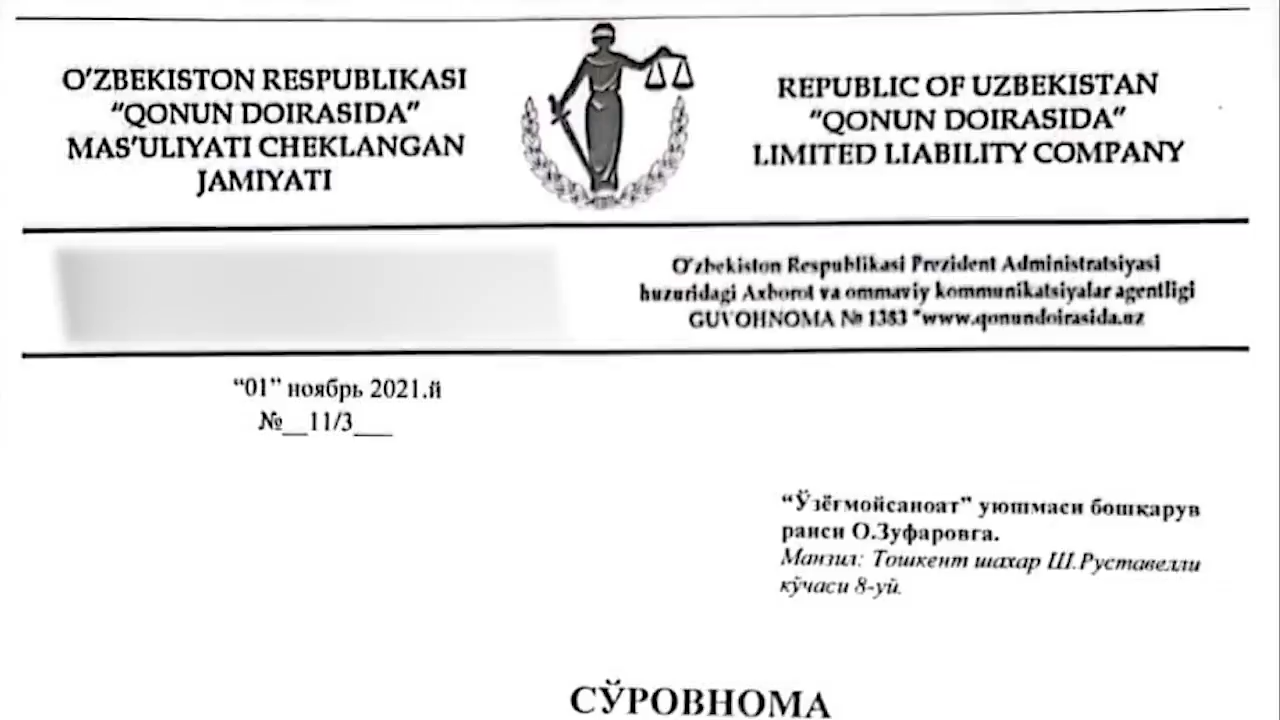 O'ZBEKISTON RESPUBLIKASI
"QONUN DOIRASIDA"
MAS'ULIYATI CHEKLANGAN
JAMIYATI
REPUBLIC OF UZBEKISTAN
"QONUN DOIRASIDA"
LIMITED LIABILITY COMPANY
O'zbekiston Respublikasi Prezident Administratsiyasi
huzuridagi Axborot va ommaviy kommunikatsiyalar agentligi
GUVOHNOMA № 1383 "www.qonundoirasida.uz
“01” ноябрь 2021.й
№__11/3___
“Ўзёғмойсаноат” уюшмаси бошқарув
раиси О.Зуфаровга.
Манзил: Тошкент шахар Ш.Руставелли
кўчаси 8-уй.
СЎРОВНОМА